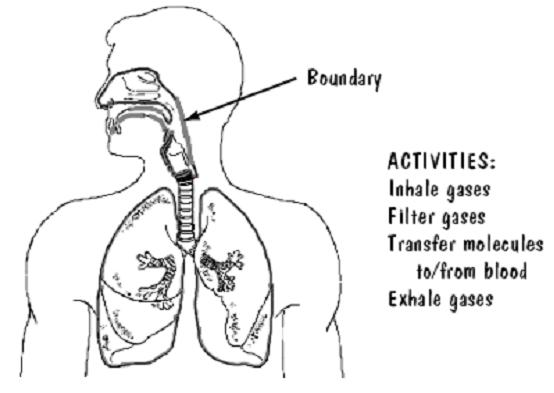 Boundary
ACTIVITIES:
Inhale gases
Filter gases
Transfer molecules
to/from blood
Exhale gases